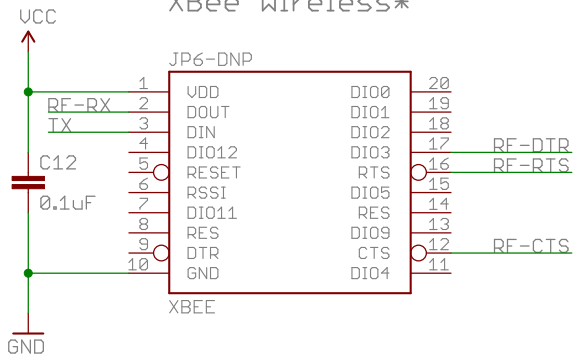 XBee Wireless*
VCC
JP6-DNP
1 VDD DIO0 20
RF-RX 2 DOUT DIO1 19
TX 3 DIN DIO2 18
4 DIO12 DIO3 17 RF-DTR
5 RESET RTS 16 RF-RTS
C12
6 RSSI DIO5 15
0.1uF
7 DIO11 RES 14
8 RES DIO9 13
9 DTR CTS 12 RF-CTS
10 GND DIO4 11
XBEE
GND